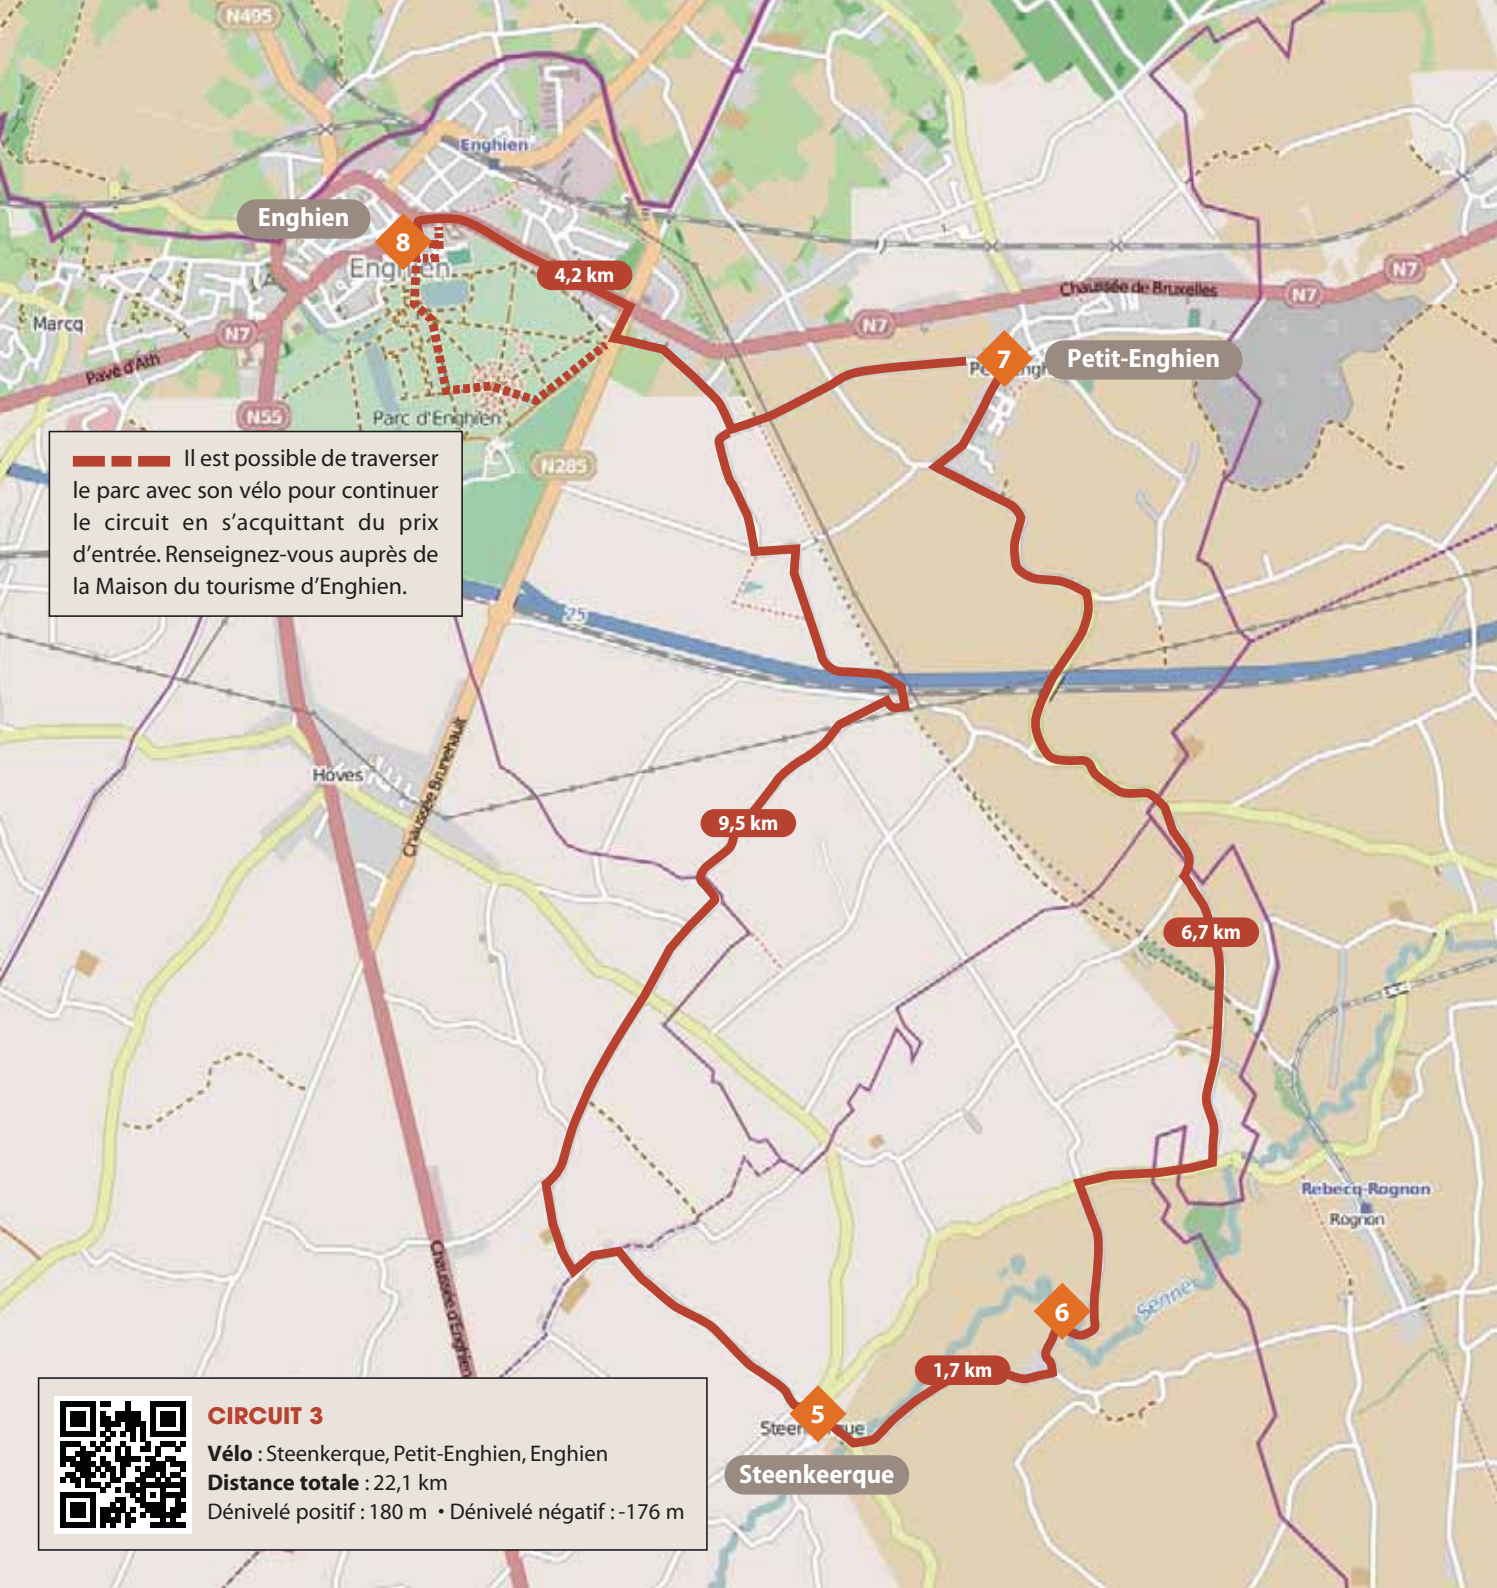 N495
Enghien
Enghien
8
Enghien
4,2 km
N7
Chaussée de Bruxelles
N7
N7
7
Petit-Enghien
Marcq
N7
Pavé d'Ath
N55
Parc d'Enghien
N285
Il est possible de traverser
le parc avec son vélo pour continuer
le circuit en s'acquittant du prix
d'entrée. Renseignez-vous auprès de
la Maison du tourisme d'Enghien.
25
Hoves
Chaussée Brunehault
9,5 km
6,7 km
Rebecq-Rognon
Rognon
Chaussée d'Enghien
Senne
6
1,7 km
5
Steenkeerque
CIRCUIT 3
Vélo : Steenkerque, Petit-Enghien, Enghien
Distance totale : 22,1 km
Dénivelé positif : 180 m • Dénivelé négatif : -176 m